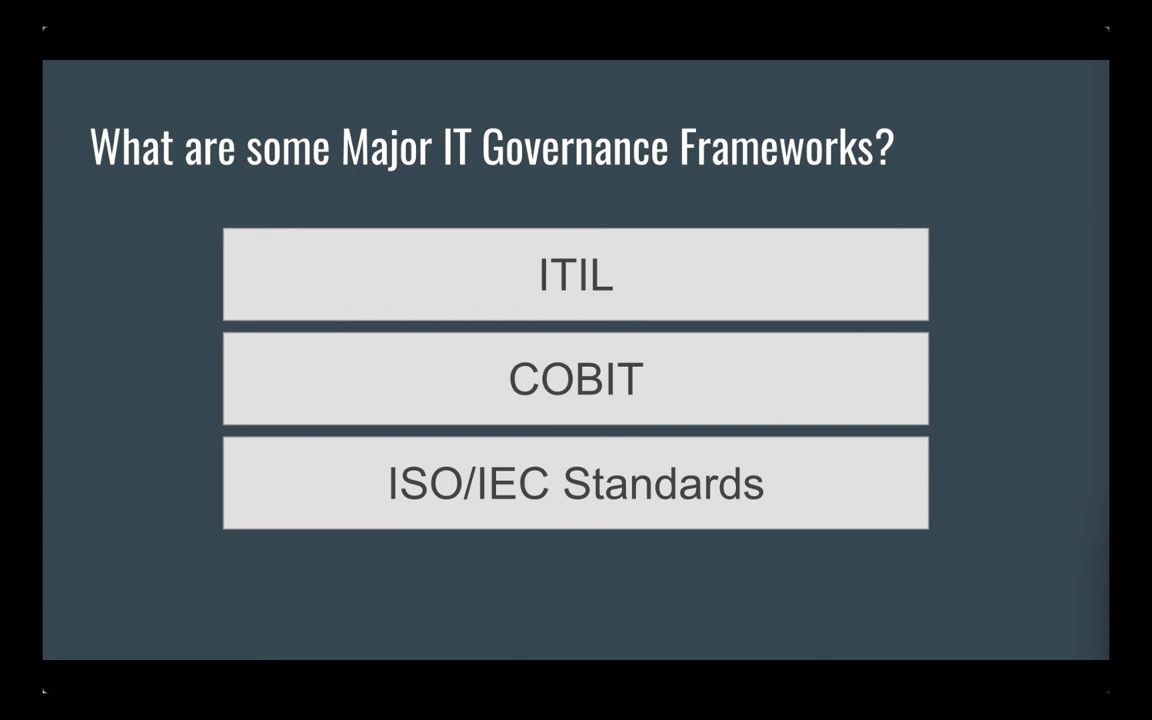 What are some Major IT Governance Frameworks?
ITIL
COBIT
ISO/IEC Standards